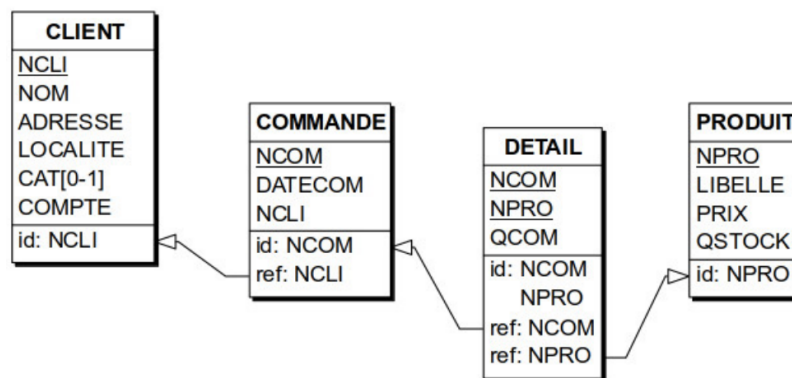 CLIENT
NCLI
NOM
ADRESSE
LOCALITE
CAT[0-1]
COMPTE
id: NCLI
COMMANDE
NCOM
DATECOM
NCLI
id: NCOM
ref: NCLI
DETAIL
NCOM
NPRO
QCOM
id: NCOM
NPRO
ref: NCOM
ref: NPRO
PRODUIT
NPRO
LIBELLE
PRIX
QSTOCK
id: NPRO